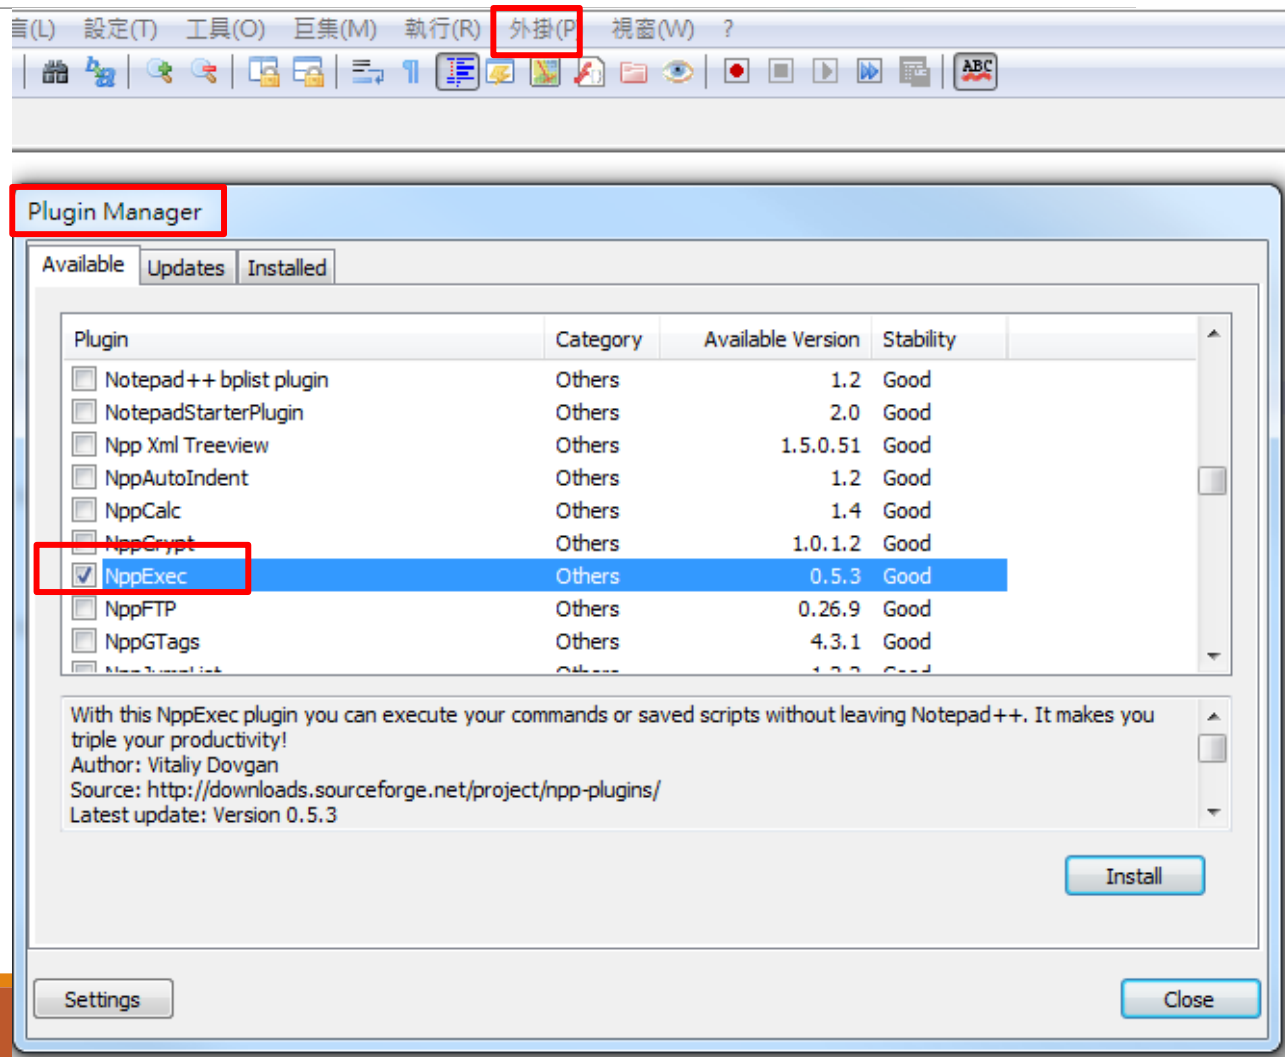 言(L) 設定(T) 工具(O) 巨集(M) 執行(R) 外掛(P 視窗(W) ?
ABC
Plugin Manager
Available Updates Installed
Plugin Category Available Version Stability
Notepad++ bplist plugin Others 1.2 Good
NotepadStarterPlugin Others 2.0 Good
Npp Xml Treeview Others 1.5.0.51 Good
NppAutoIndent Others 1.2 Good
NppCalc Others 1.4 Good
NppCrypt Others 1.0.1.2 Good
NppExec Others 0.5.3 Good
NppFTP Others 0.26.9 Good
NppGTags Others 4.3.1 Good
NppJumpList Others Good
With this NppExec plugin you can execute your commands or saved scripts without leaving Notepad++. It makes you
triple your productivity!
Author: Vitaliy Dovgan
Source: http://downloads.sourceforge.net/project/npp-plugins/
Latest update: Version 0.5.3
Install
Settings Close